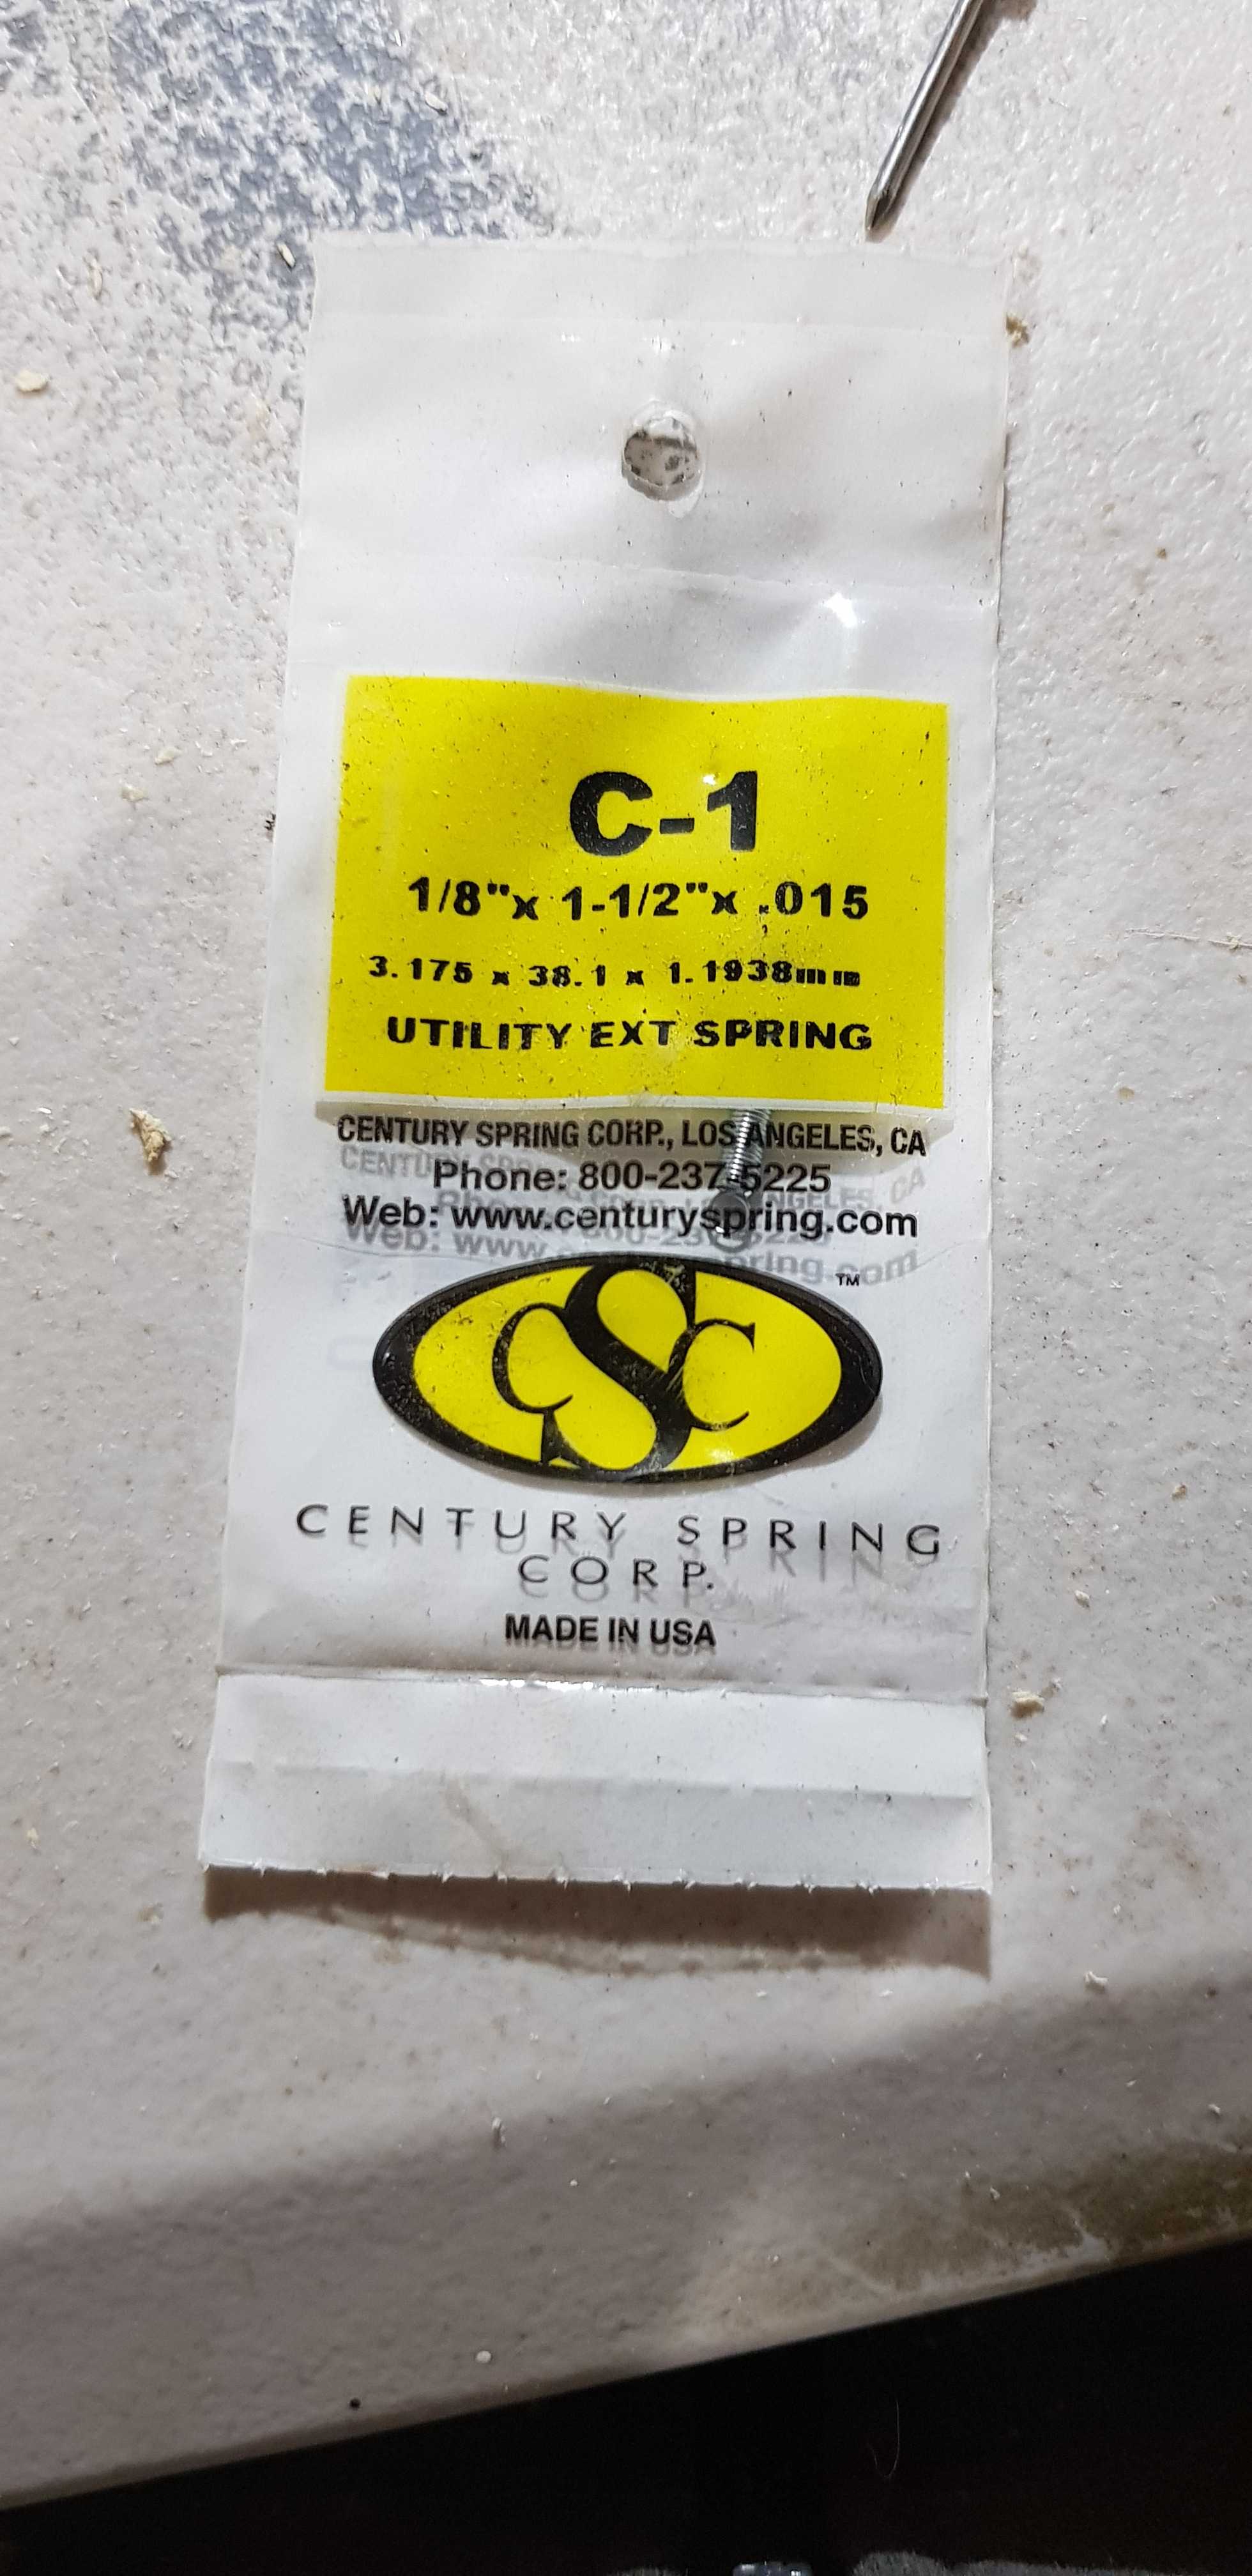 C-1
1/8"x 1-1/2"x .015
3.175 x 38.1 x 1.1938mm
UTILITY EXT SPRING
CENTURY SPRING CORP., LOS ANGELES, CA
Phone: 800-237-5225
Web: www.centuryspring.com
TM
CSC
CENTURY SPRING
CORP.
MADE IN USA